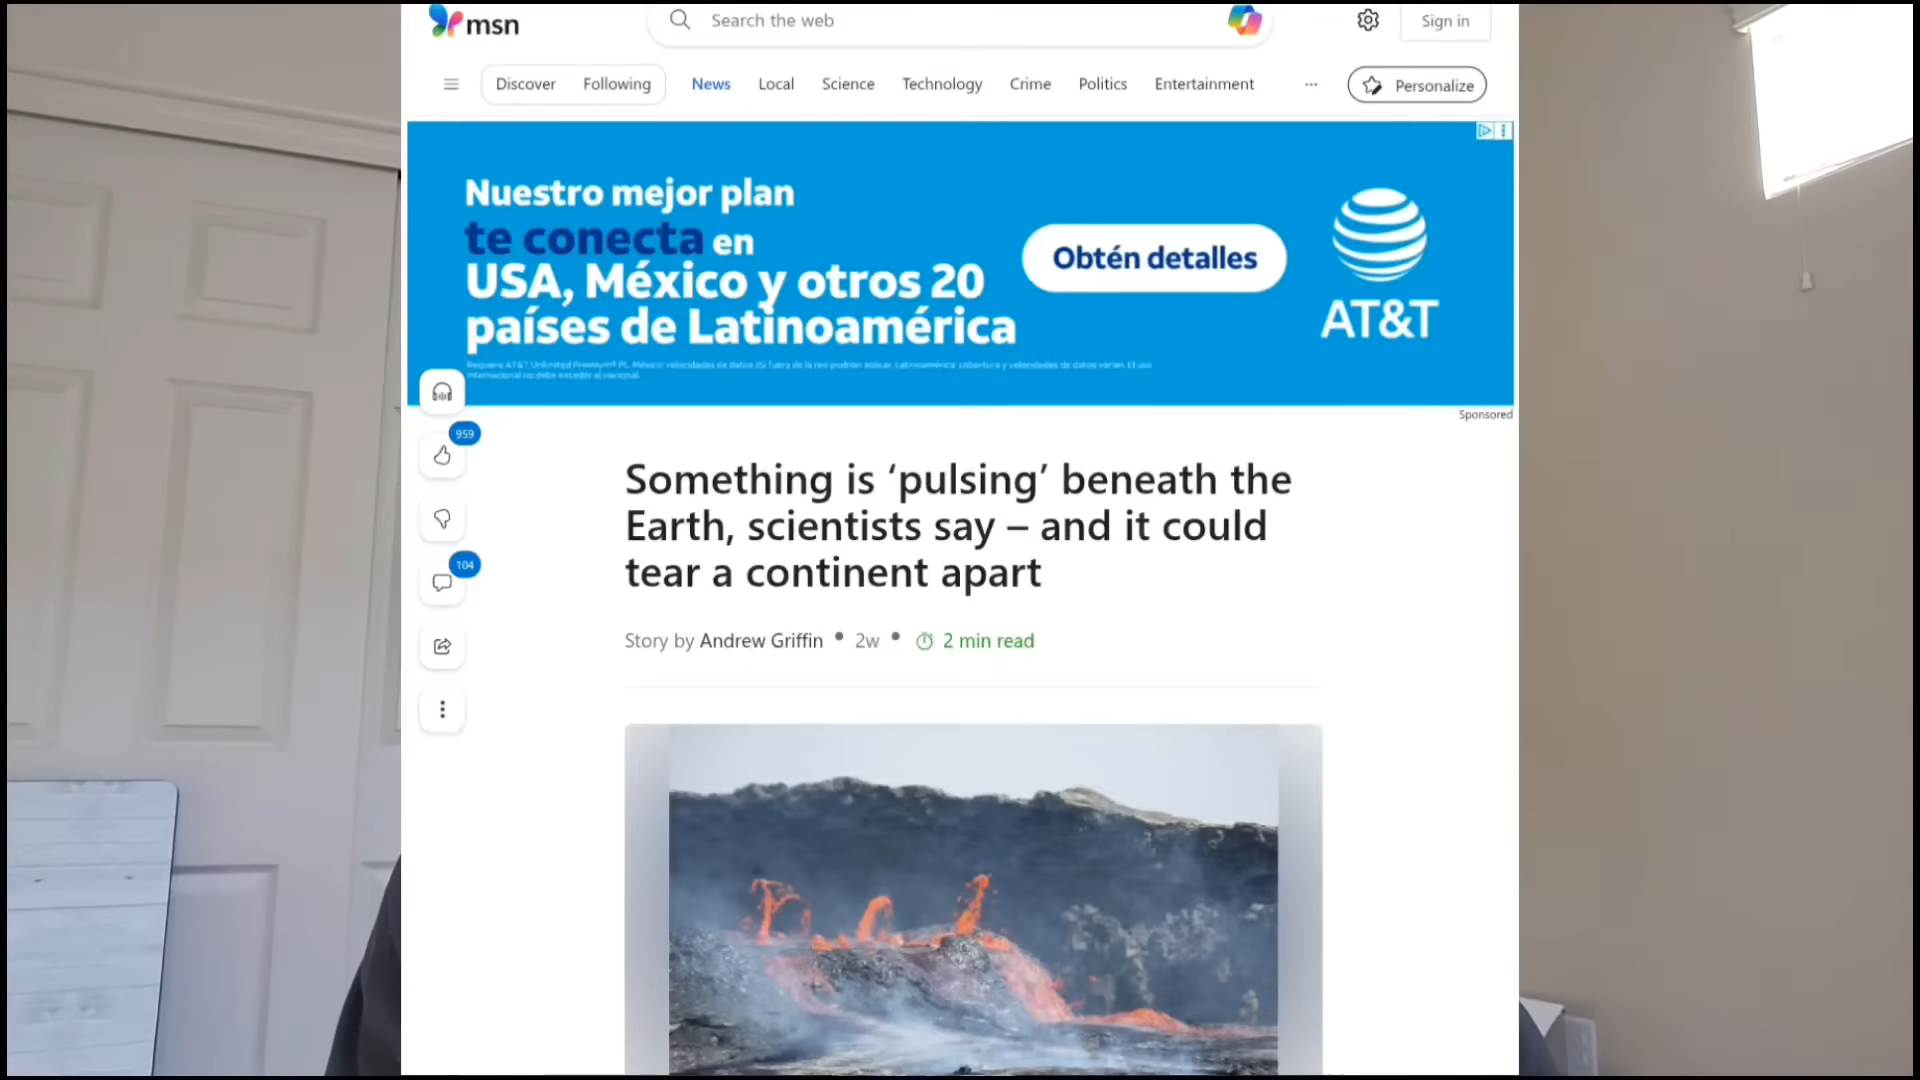 msn
Search the web
Sign in
Discover
Following
News
Local
Science
Technology
Crime
Politics
Entertainment
...
Personalize
Nuestro mejor plan
te conecta en
USA, México y otros 20
países de Latinoamérica
Obtén detalles
AT&T
Sponsored
959
104
Something is ‘pulsing’ beneath the
Earth, scientists say – and it could
tear a continent apart
Story by Andrew Griffin • 2w • 2 min read